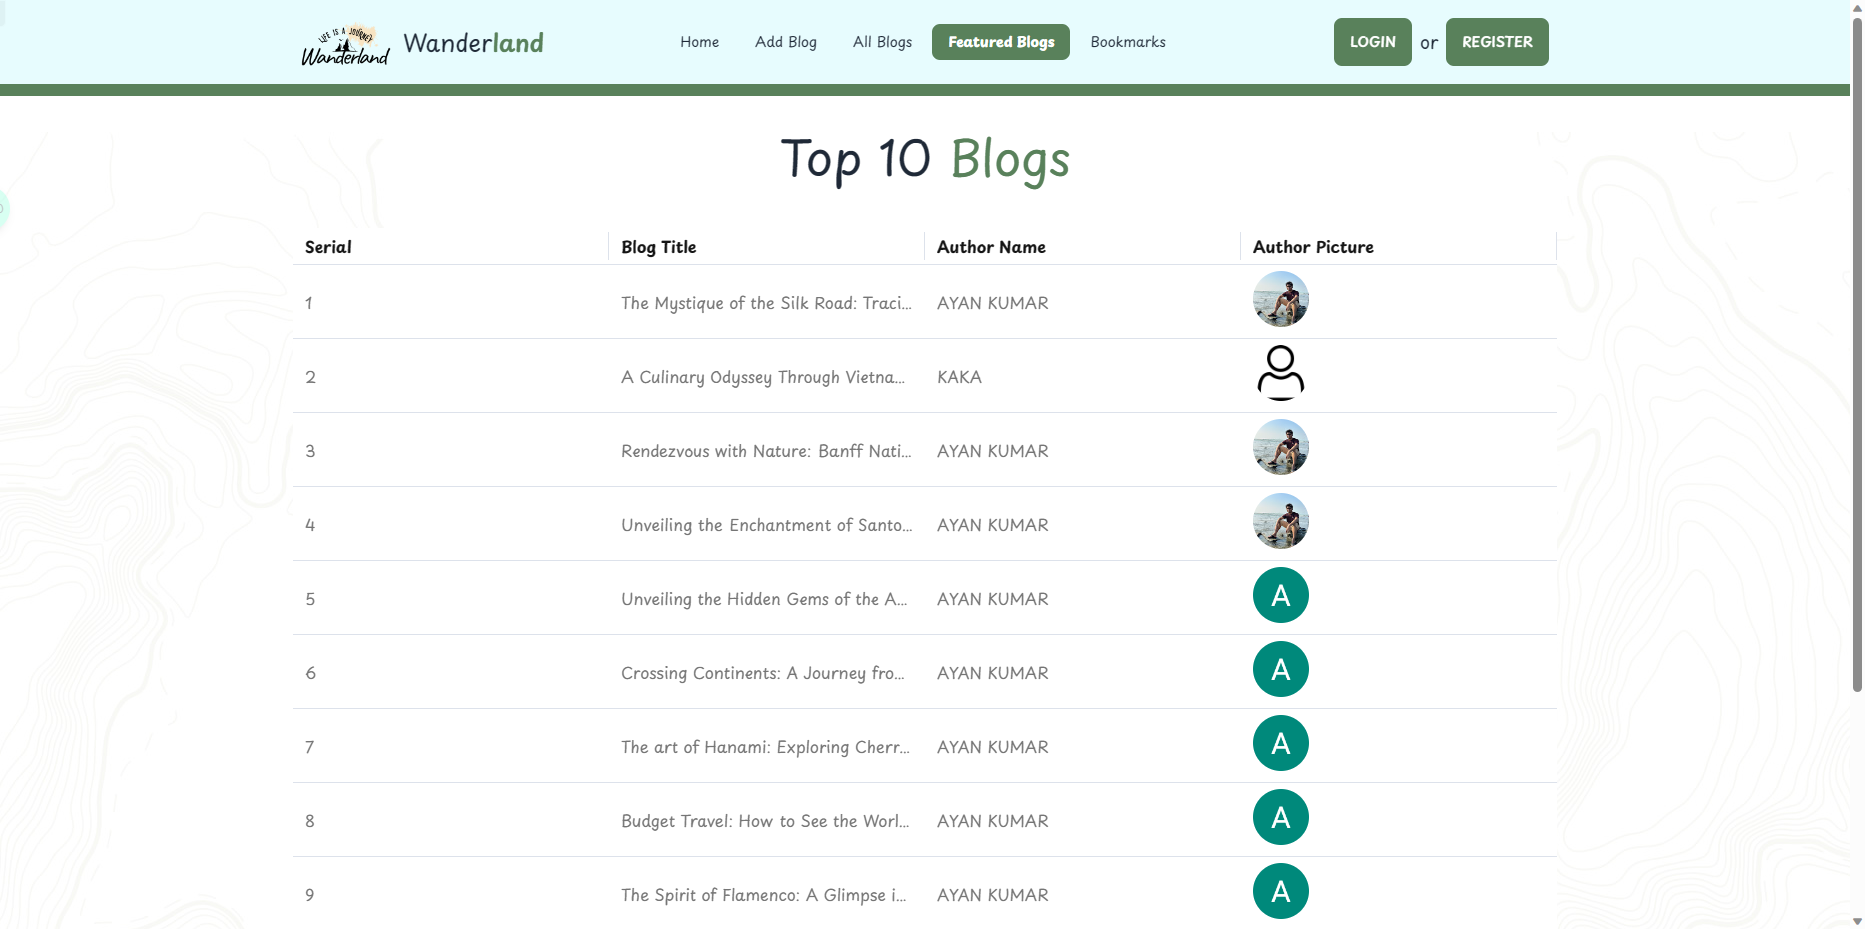 LIFE IS A JOURNEY
Wanderland
Wanderland
Home Add Blog All Blogs Featured Blogs Bookmarks
LOGIN or REGISTER
Top 10 Blogs
Serial Blog Title Author Name Author Picture
1 The Mystique of the Silk Road: Traci... AYAN KUMAR
2 A Culinary Odyssey Through Vietna... KAKA
3 Rendezvous with Nature: Banff Nati... AYAN KUMAR
4 Unveiling the Enchantment of Santo... AYAN KUMAR
5 Unveiling the Hidden Gems of the A... AYAN KUMAR A
6 Crossing Continents: A Journey fro... AYAN KUMAR A
7 The art of Hanami: Exploring Cherr... AYAN KUMAR A
8 Budget Travel: How to See the Worl... AYAN KUMAR A
9 The Spirit of Flamenco: A Glimpse i... AYAN KUMAR A